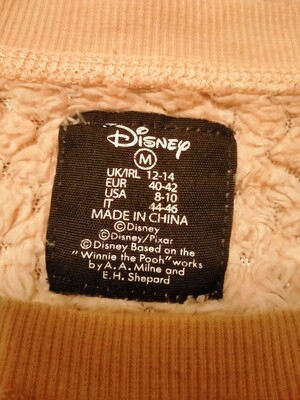 Disney
M
UK/IRL 12-14
EUR 40-42
USA 8-10
IT 44-46
MADE IN CHINA
©Disney
©Disney/Pixar
©Disney Based on the
"Winnie the Pooh" works
by A. A. Milne and
E.H. Shepard